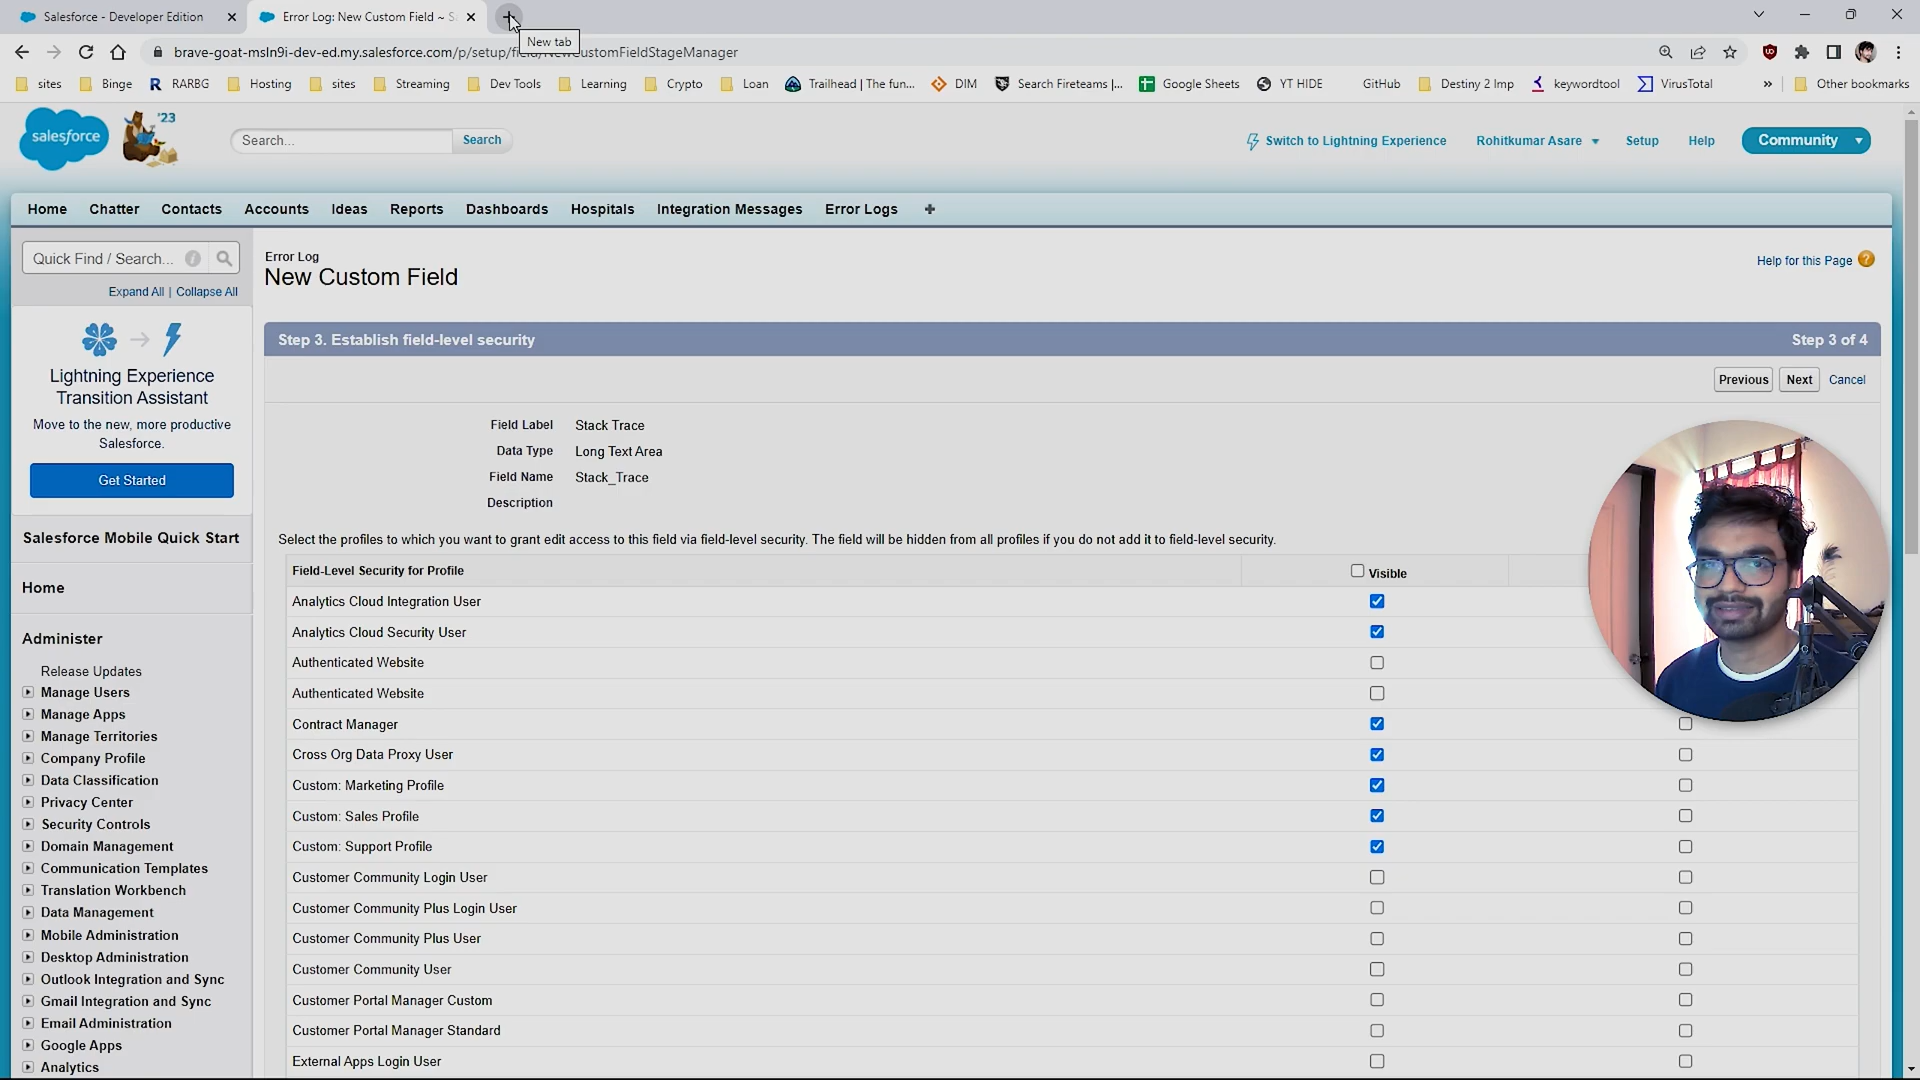 Salesforce - Developer Edition
Error Log: New Custom Field ~ S
New tab
brave-goat-msln9i-dev-ed.my.salesforce.com/p/setup/field/NewCustomFieldStageManager
sites
Binge
RARBG
Hosting
sites
Streaming
Dev Tools
Learning
Crypto
Loan
Trailhead | The fun...
DIM
Search Fireteams |...
Google Sheets
YT HIDE
GitHub
Destiny 2 Imp
keywordtool
VirusTotal
»
Other bookmarks
salesforce
'23
Search...
Search
Switch to Lightning Experience
Rohitkumar Asare
Setup
Help
Community
Home
Chatter
Contacts
Accounts
Ideas
Reports
Dashboards
Hospitals
Integration Messages
Error Logs
+
Quick Find / Search...
Expand All | Collapse All
Lightning Experience
Transition Assistant
Move to the new, more productive
Salesforce.
Get Started
Salesforce Mobile Quick Start
Home
Administer
Release Updates
Manage Users
Manage Apps
Manage Territories
Company Profile
Data Classification
Privacy Center
Security Controls
Domain Management
Communication Templates
Translation Workbench
Data Management
Mobile Administration
Desktop Administration
Outlook Integration and Sync
Gmail Integration and Sync
Email Administration
Google Apps
Analytics
Error Log
New Custom Field
Help for this Page
Step 3. Establish field-level security
Step 3 of 4
Previous
Next
Cancel
Field Label Stack Trace
Data Type Long Text Area
Field Name Stack_Trace
Description
Select the profiles to which you want to grant edit access to this field via field-level security. The field will be hidden from all profiles if you do not add it to field-level security.
Field-Level Security for Profile
Visible
Analytics Cloud Integration User
Analytics Cloud Security User
Authenticated Website
Authenticated Website
Contract Manager
Cross Org Data Proxy User
Custom: Marketing Profile
Custom: Sales Profile
Custom: Support Profile
Customer Community Login User
Customer Community Plus Login User
Customer Community Plus User
Customer Community User
Customer Portal Manager Custom
Customer Portal Manager Standard
External Apps Login User